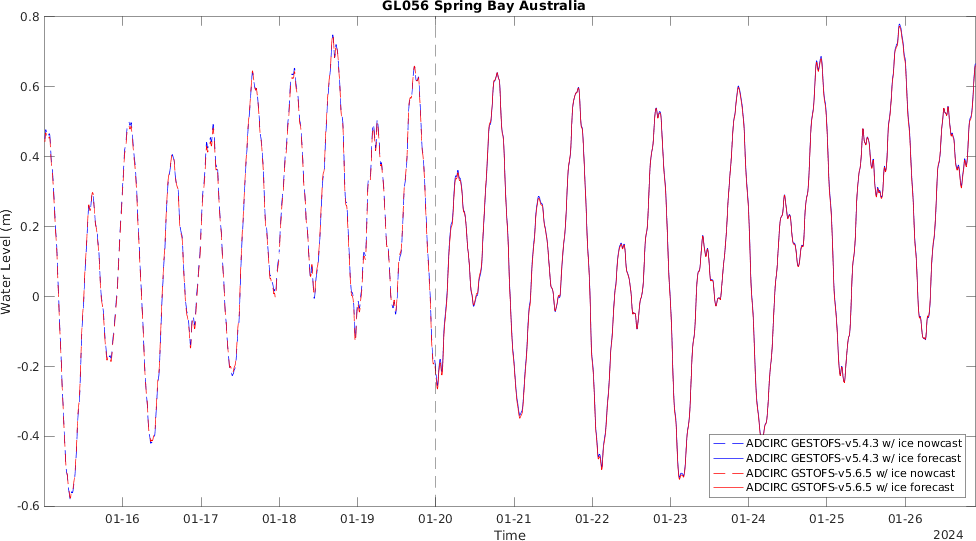 GL056 Spring Bay Australia
0.8
0.6
0.4
0.2
0
-0.2
-0.4
-0.6
Water Level (m)
01-16 01-17 01-18 01-19 01-20 01-21 01-22 01-23 01-24 01-25 01-26
Time
2024
ADCIRC GESTOFS-v5.4.3 w/ ice nowcast
ADCIRC GESTOFS-v5.4.3 w/ ice forecast
ADCIRC GSTOFS-v5.6.5 w/ ice nowcast
ADCIRC GSTOFS-v5.6.5 w/ ice forecast